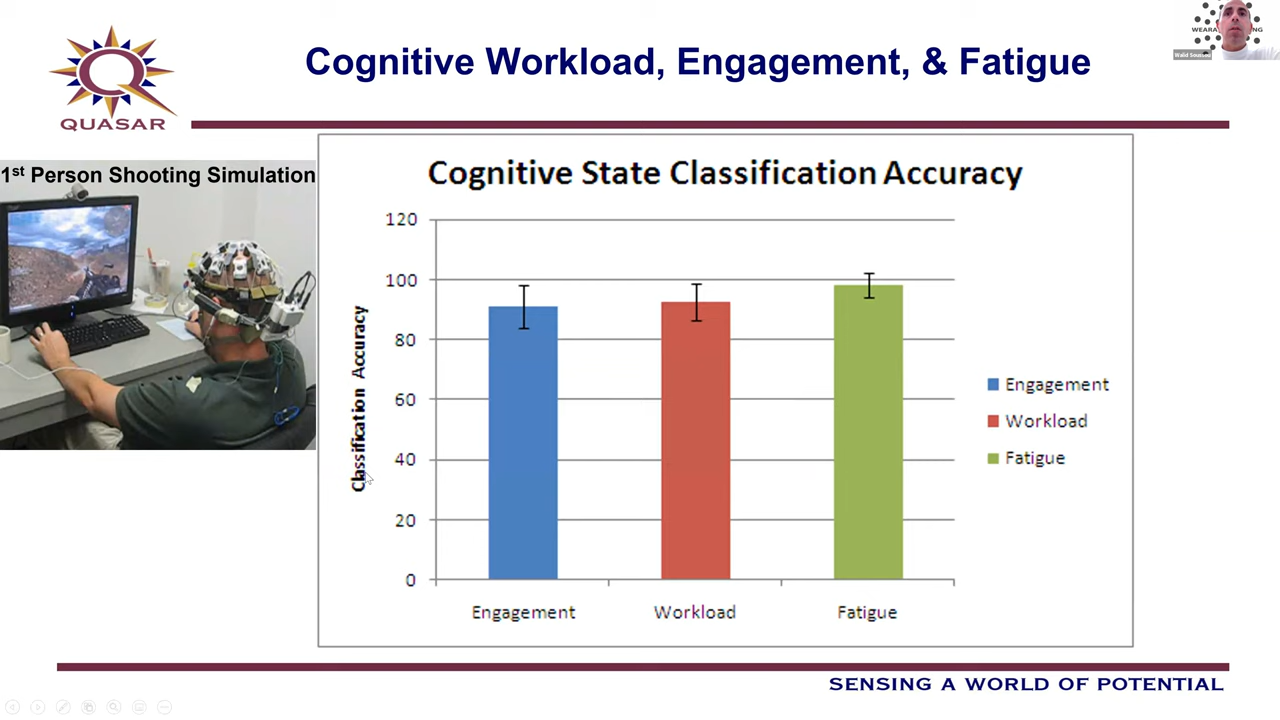 Cognitive Workload, Engagement, & Fatigue
QUASAR
1st Person Shooting Simulation
Cognitive State Classification Accuracy
Classification Accuracy
120
100
80
60
40
20
0
Engagement
Workload
Fatigue
Engagement
Workload
Fatigue
SENSING A WORLD OF POTENTIAL